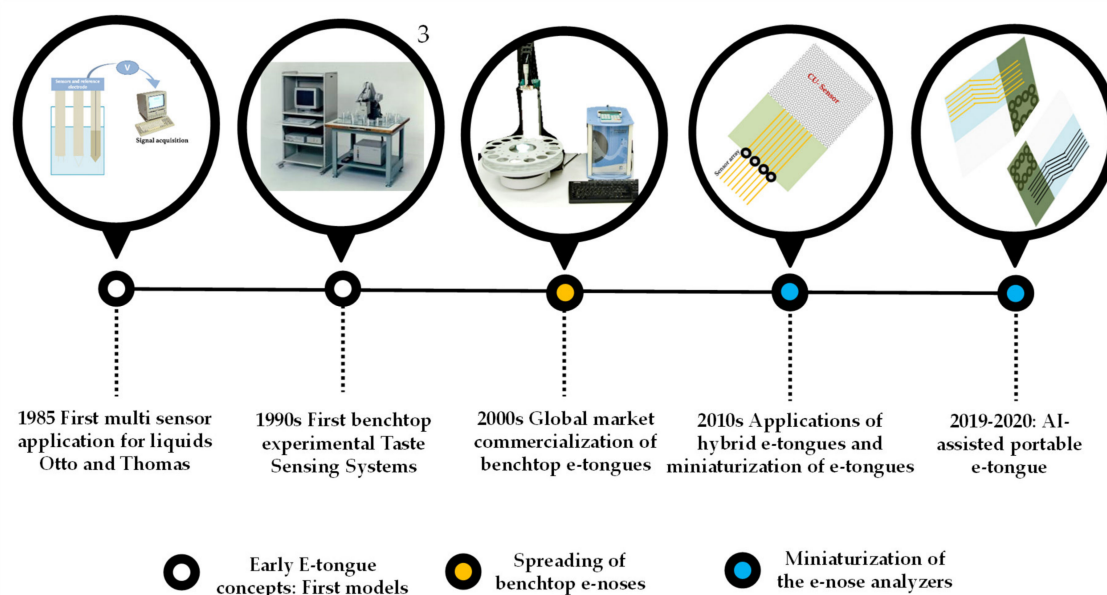 3
Sensors and reference
electrode
V
Signal acquisition
CU- Sensor
Sensor array
1985 First multi sensor
application for liquids
Otto and Thomas
1990s First benchtop
experimental Taste
Sensing Systems
2000s Global market
commercialization of
benchtop e-tongues
2010s Applications of
hybrid e-tongues and
miniaturization of e-tongues
2019-2020: AI-
assisted portable
e-tongue
Early E-tongue
concepts: First models
Spreading of
benchtop e-noses
Miniaturization of
the e-nose analyzers